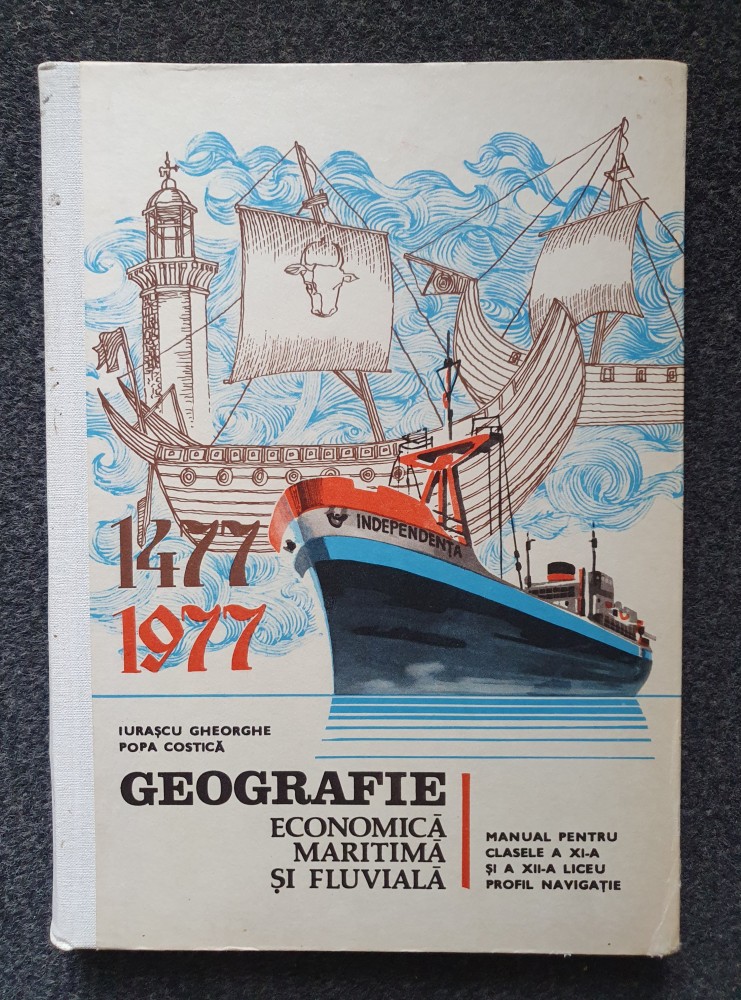 INDEPENDENȚA
1477
1977
IURAȘCU GHEORGHE
POPA COSTICĂ
GEOGRAFIE
ECONOMICĂ
MARITIMĂ
ȘI FLUVIALĂ
MANUAL PENTRU
CLASELE A XI-A
ȘI A XII-A LICEU
PROFIL NAVIGAȚIE